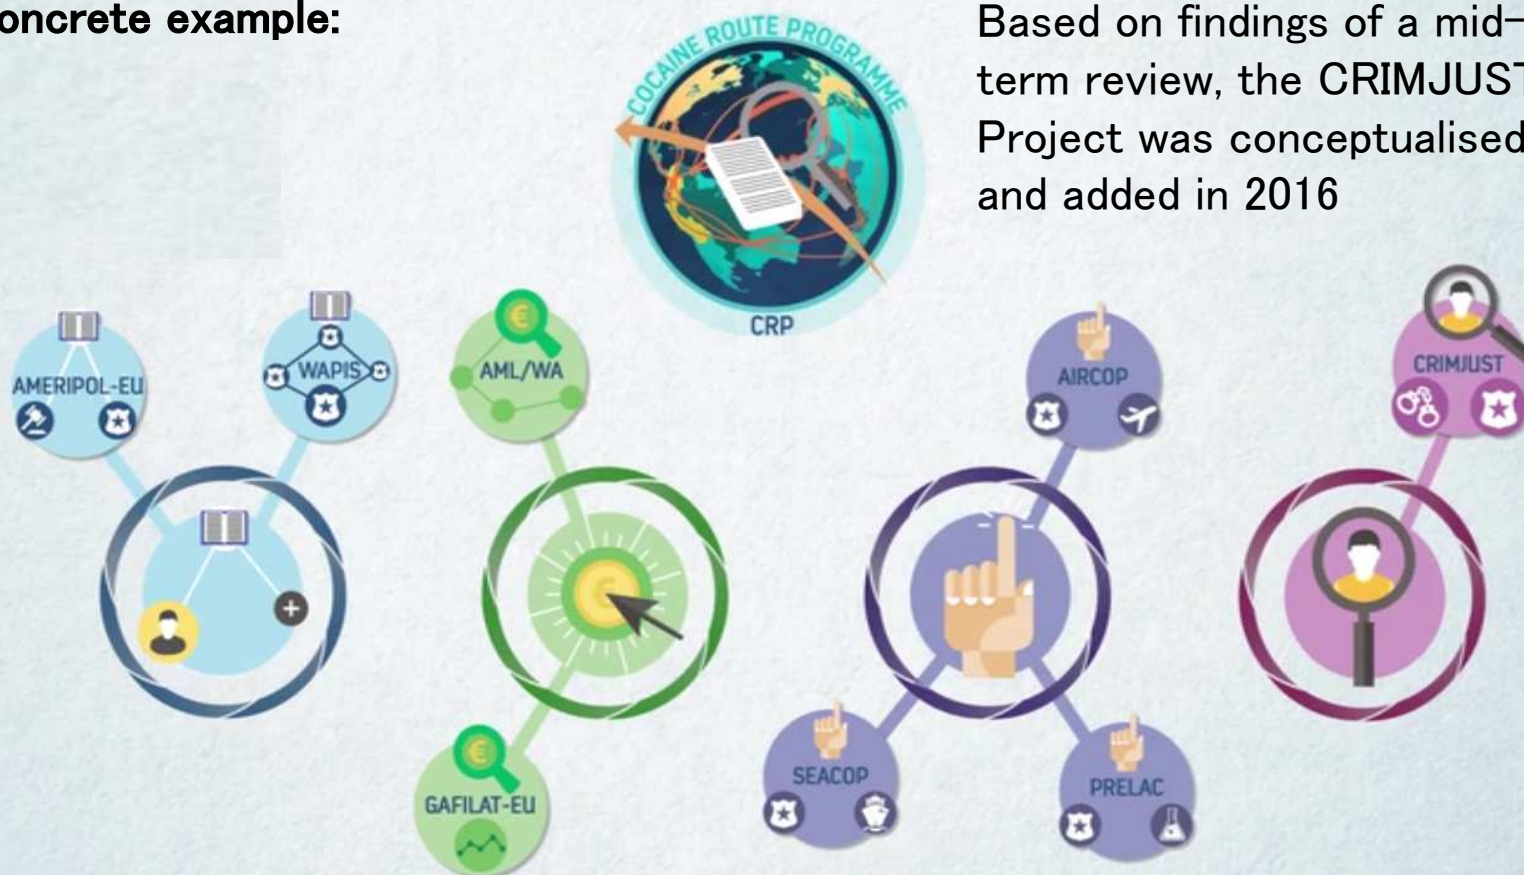 oncrete example:
COCAINE ROUTE PROGRAMME
CRP
Based on findings of a mid-
term review, the CRIMJUST
Project was conceptualised
and added in 2016
AMERIPOL-EU
WAPIS
AML/WA
AIRCOP
CRIMJUST
GAFILAT-EU
SEACOP
PRELAC